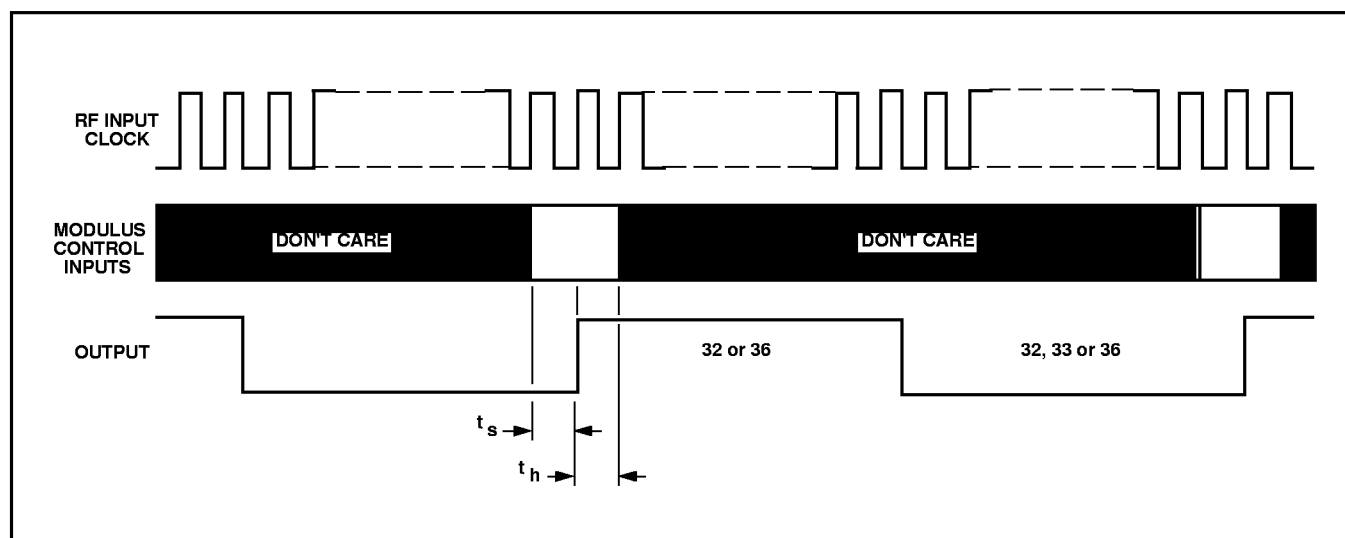 RF INPUT
CLOCK
MODULUS
CONTROL
INPUTS
DON'T CARE
DON'T CARE
OUTPUT
32 or 36
32, 33 or 36
t s
t h